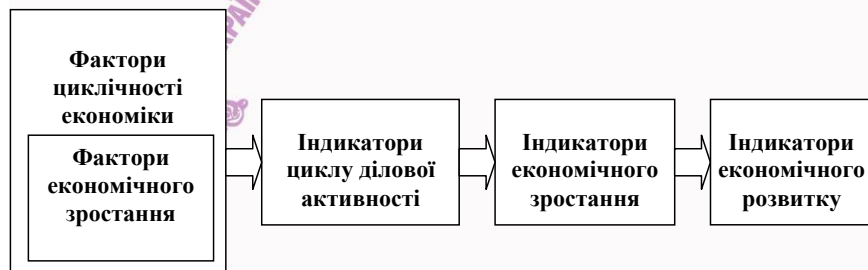 Фактори
циклічності
економіки
Фактори
економічного
зростання
Індикатори
циклу ділової
активності
Індикатори
економічного
зростання
Індикатори
економічного
розвитку